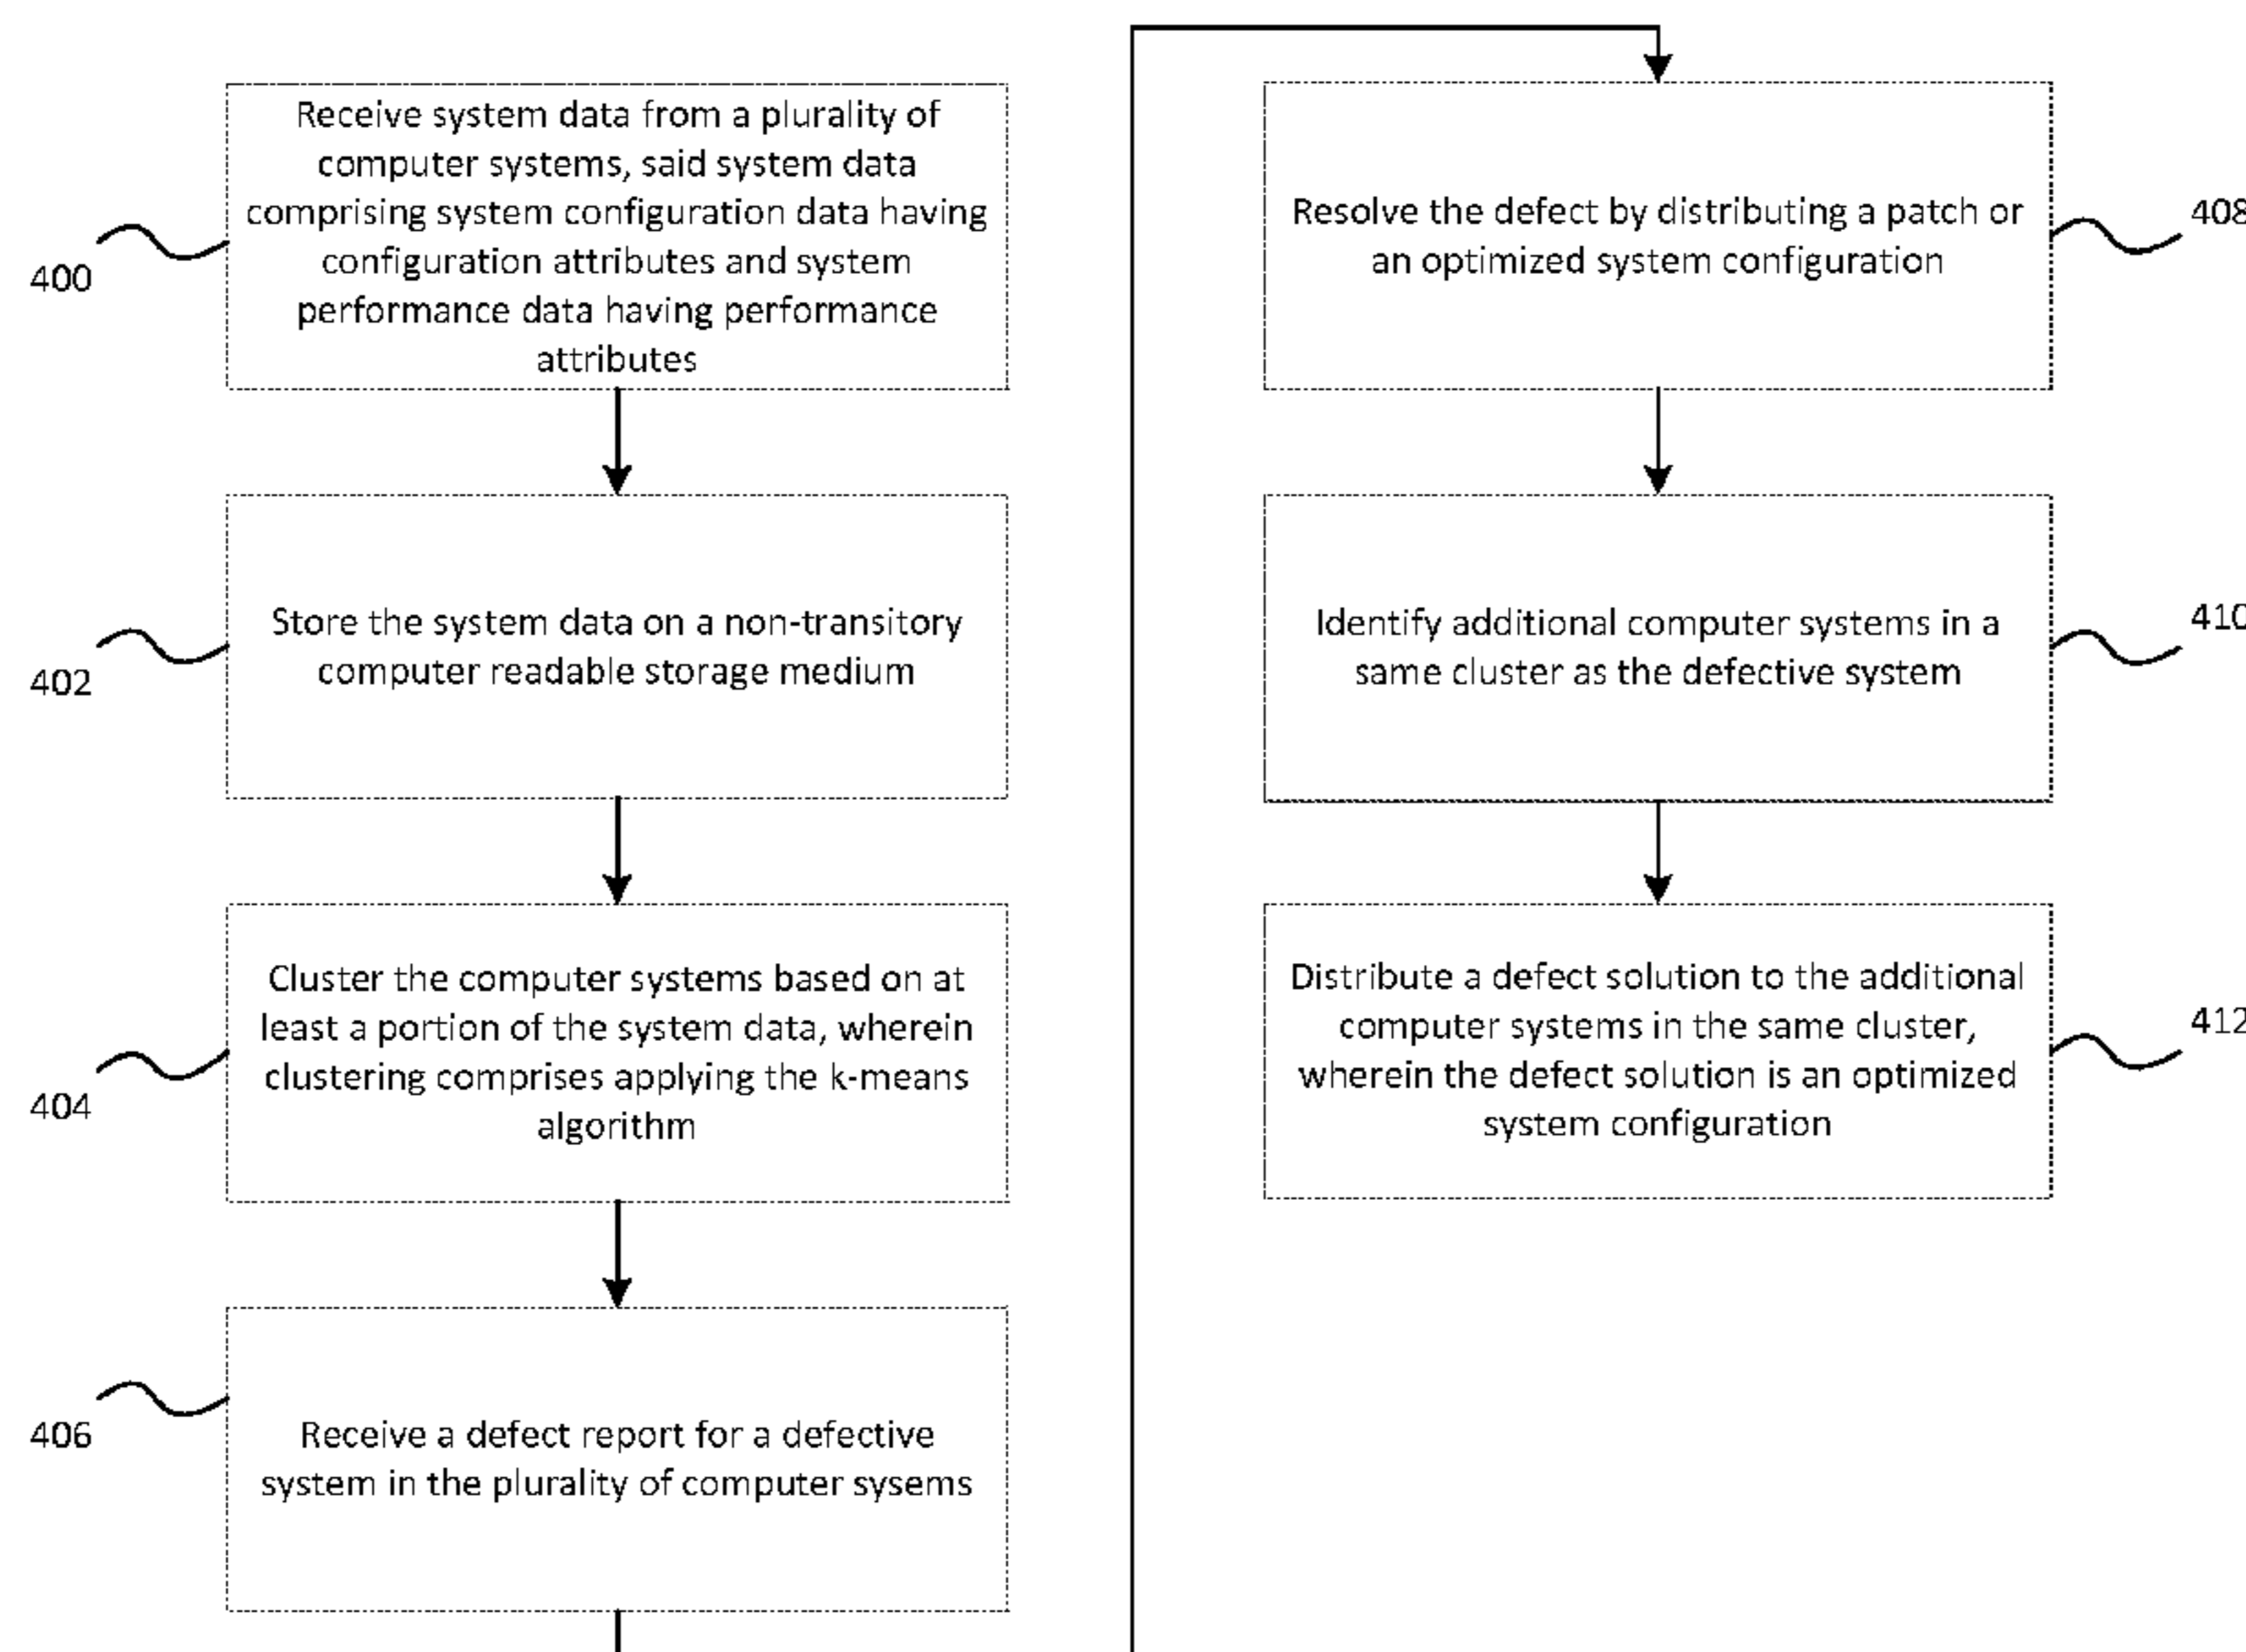 Receive system data from a plurality of
computer systems, said system data
comprising system configuration data having
configuration attributes and system
performance data having performance
attributes
400
Store the system data on a non-transitory
computer readable storage medium
402
Cluster the computer systems based on at
least a portion of the system data, wherein
clustering comprises applying the k-means
algorithm
404
Receive a defect report for a defective
system in the plurality of computer sysems
406
Resolve the defect by distributing a patch or
an optimized system configuration
408
Identify additional computer systems in a
same cluster as the defective system
410
Distribute a defect solution to the additional
computer systems in the same cluster,
wherein the defect solution is an optimized
system configuration
412